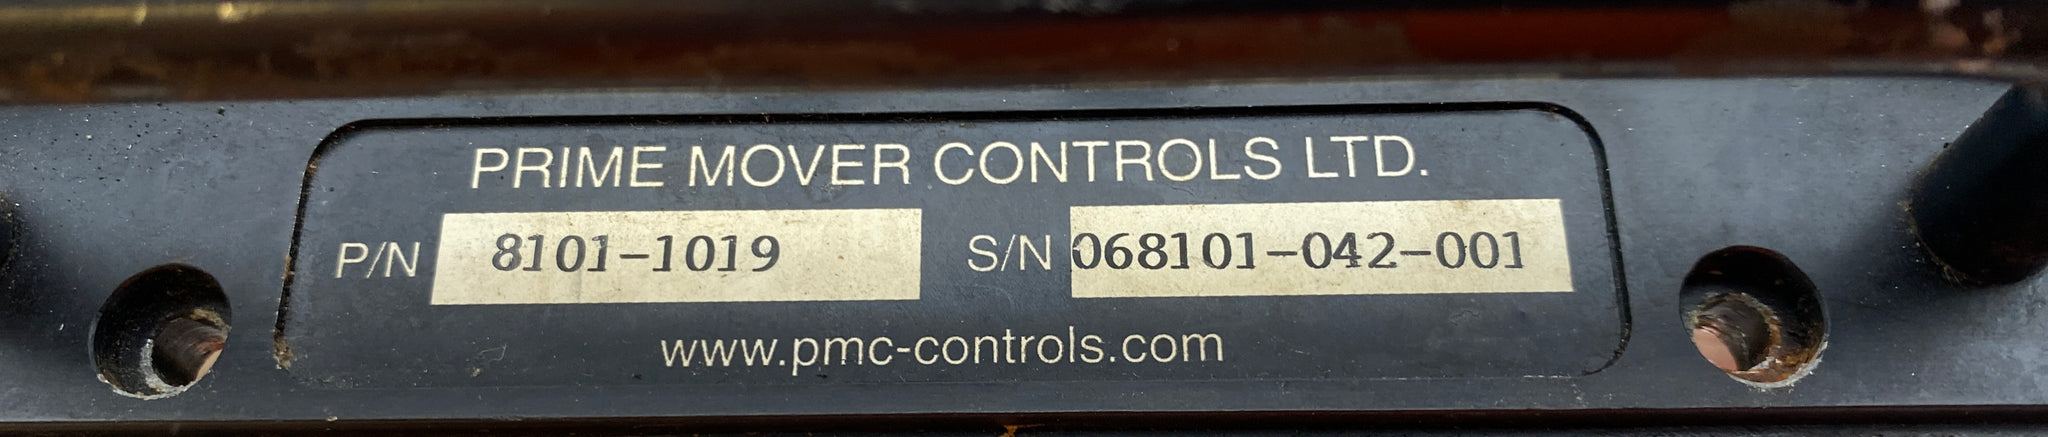 PRIME MOVER CONTROLS LTD.
P/N 8101-1019 S/N 068101-042-001
www.pmc-controls.com